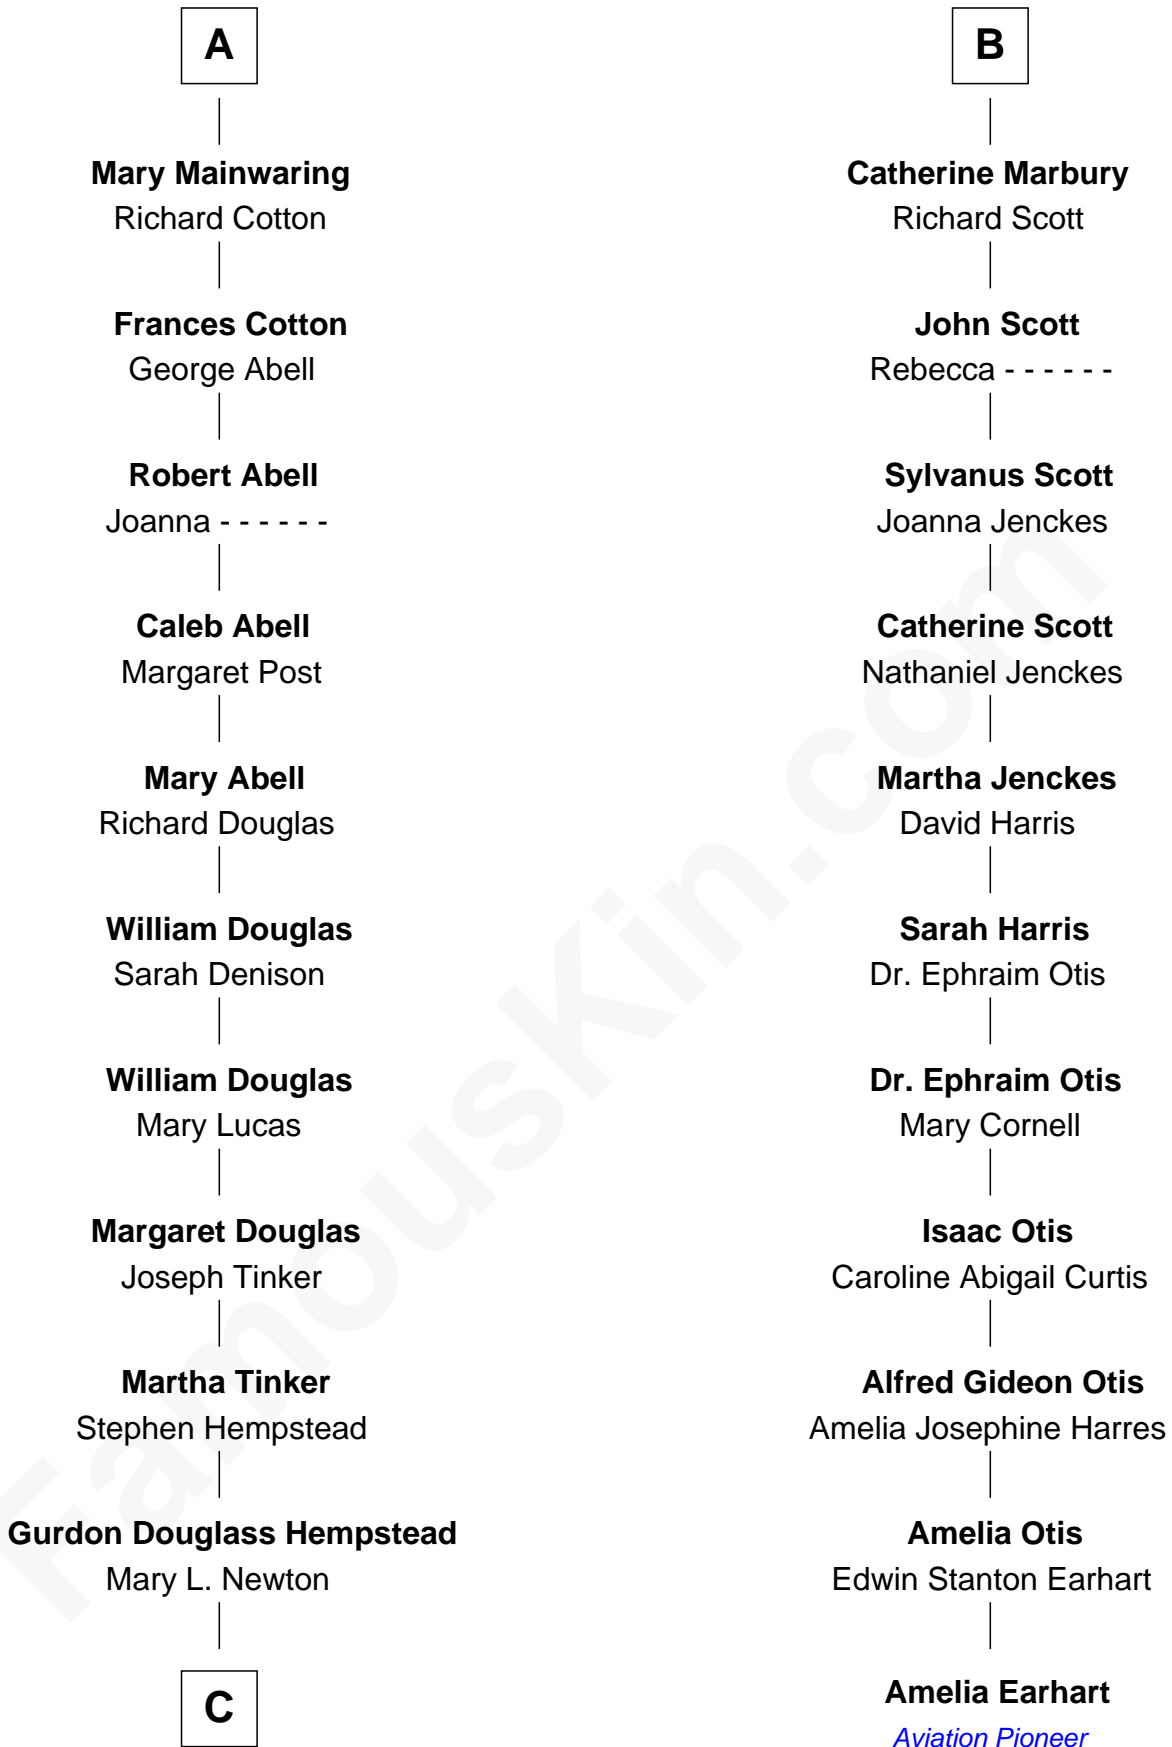 A
Mary Mainwaring
Richard Cotton
Frances Cotton
George Abell
Robert Abell
Joanna - - - - - -
Caleb Abell
Margaret Post
Mary Abell
Richard Douglas
William Douglas
Sarah Denison
William Douglas
Mary Lucas
Margaret Douglas
Joseph Tinker
Martha Tinker
Stephen Hempstead
Gurdon Douglass Hempstead
Mary L. Newton
C
B
Catherine Marbury
Richard Scott
John Scott
Rebecca - - - - - -
Sylvanus Scott
Joanna Jenckes
Catherine Scott
Nathaniel Jenckes
Martha Jenckes
David Harris
Sarah Harris
Dr. Ephraim Otis
Dr. Ephraim Otis
Mary Cornell
Isaac Otis
Caroline Abigail Curtis
Alfred Gideon Otis
Amelia Josephine Harres
Amelia Otis
Edwin Stanton Earhart
Amelia Earhart
Aviation Pioneer
FamousKin.com